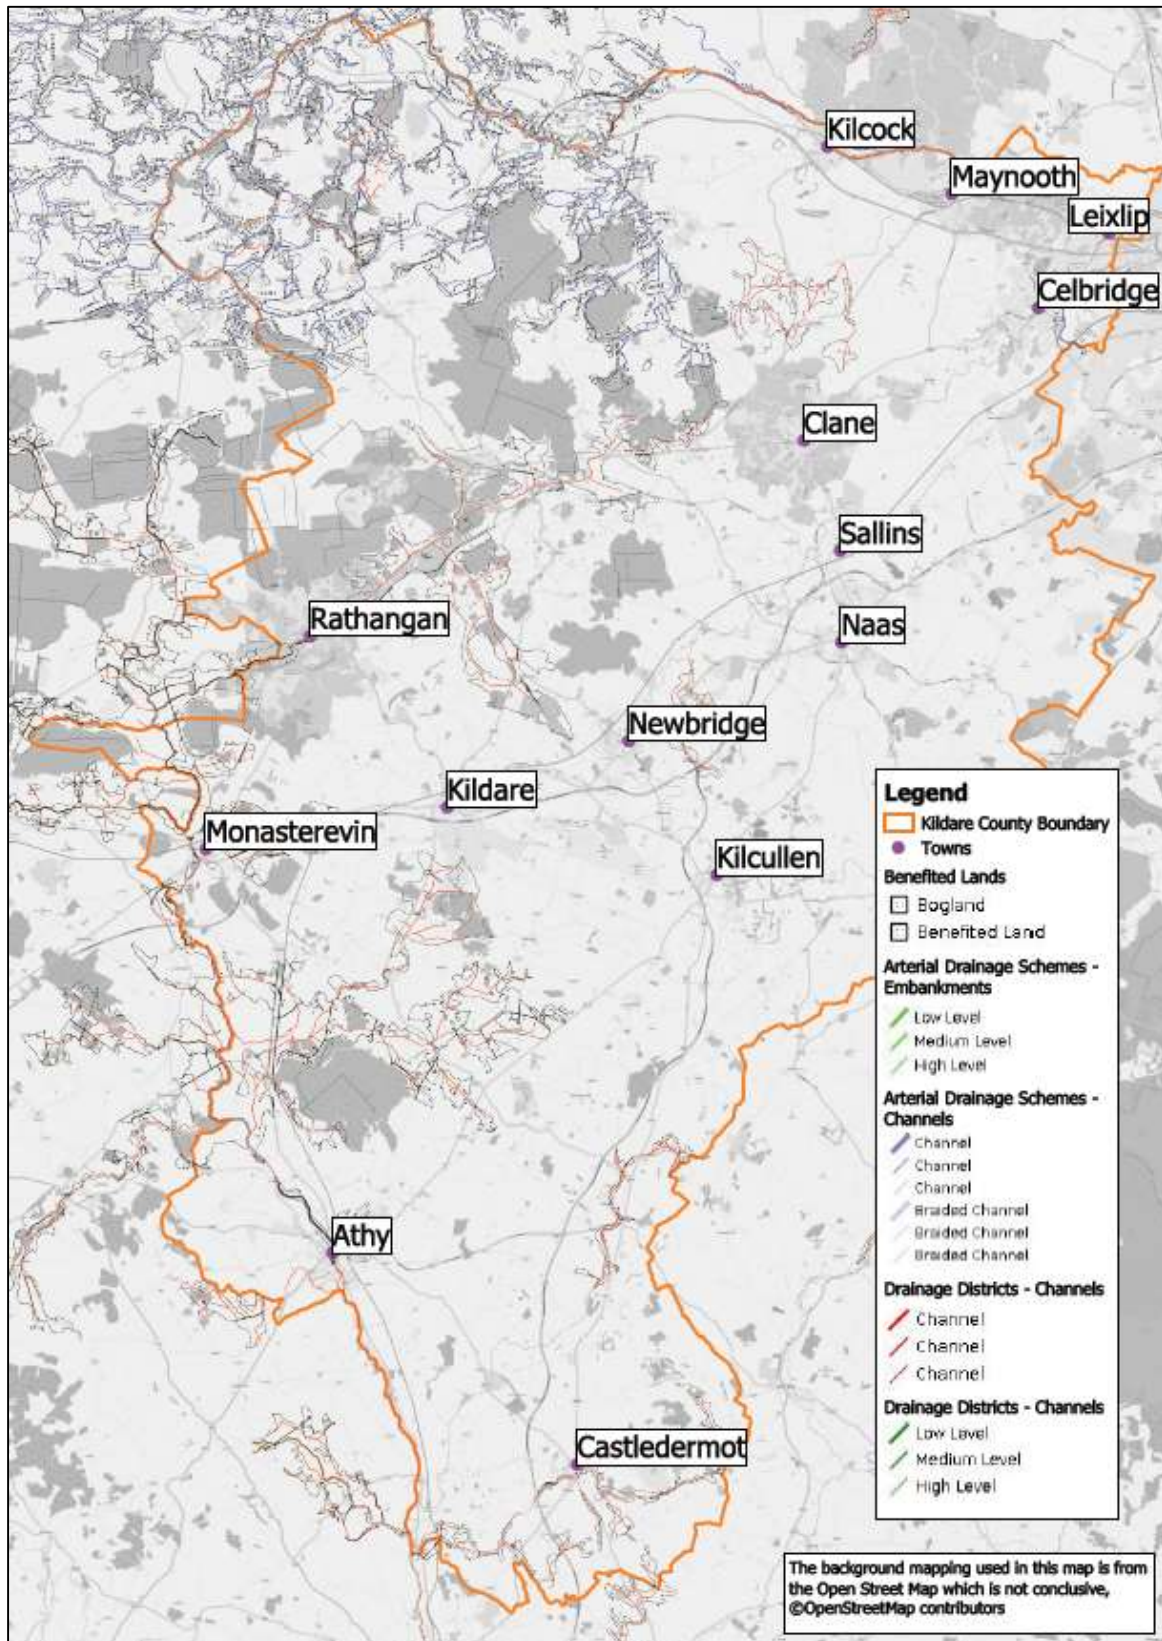 Kilcock
Maynooth
Leixlip
Celbridge
Clane
Sallins
Rathangan
Naas
Newbridge
Kildare
Monasterevin
Kilcullen
Athy
Castledermot
Legend
Kildare County Boundary
Towns
Benefited Lands
Bogland
Benefited Land
Arterial Drainage Schemes -
Embankments
Low Level
Medium Level
High Level
Arterial Drainage Schemes -
Channels
Channel
Channel
Channel
Braided Channel
Braided Channel
Braided Channel
Drainage Districts - Channels
Channel
Channel
Channel
Drainage Districts - Channels
Low Level
Medium Level
High Level
The background mapping used in this map is from
the Open Street Map which is not conclusive,
©OpenStreetMap contributors